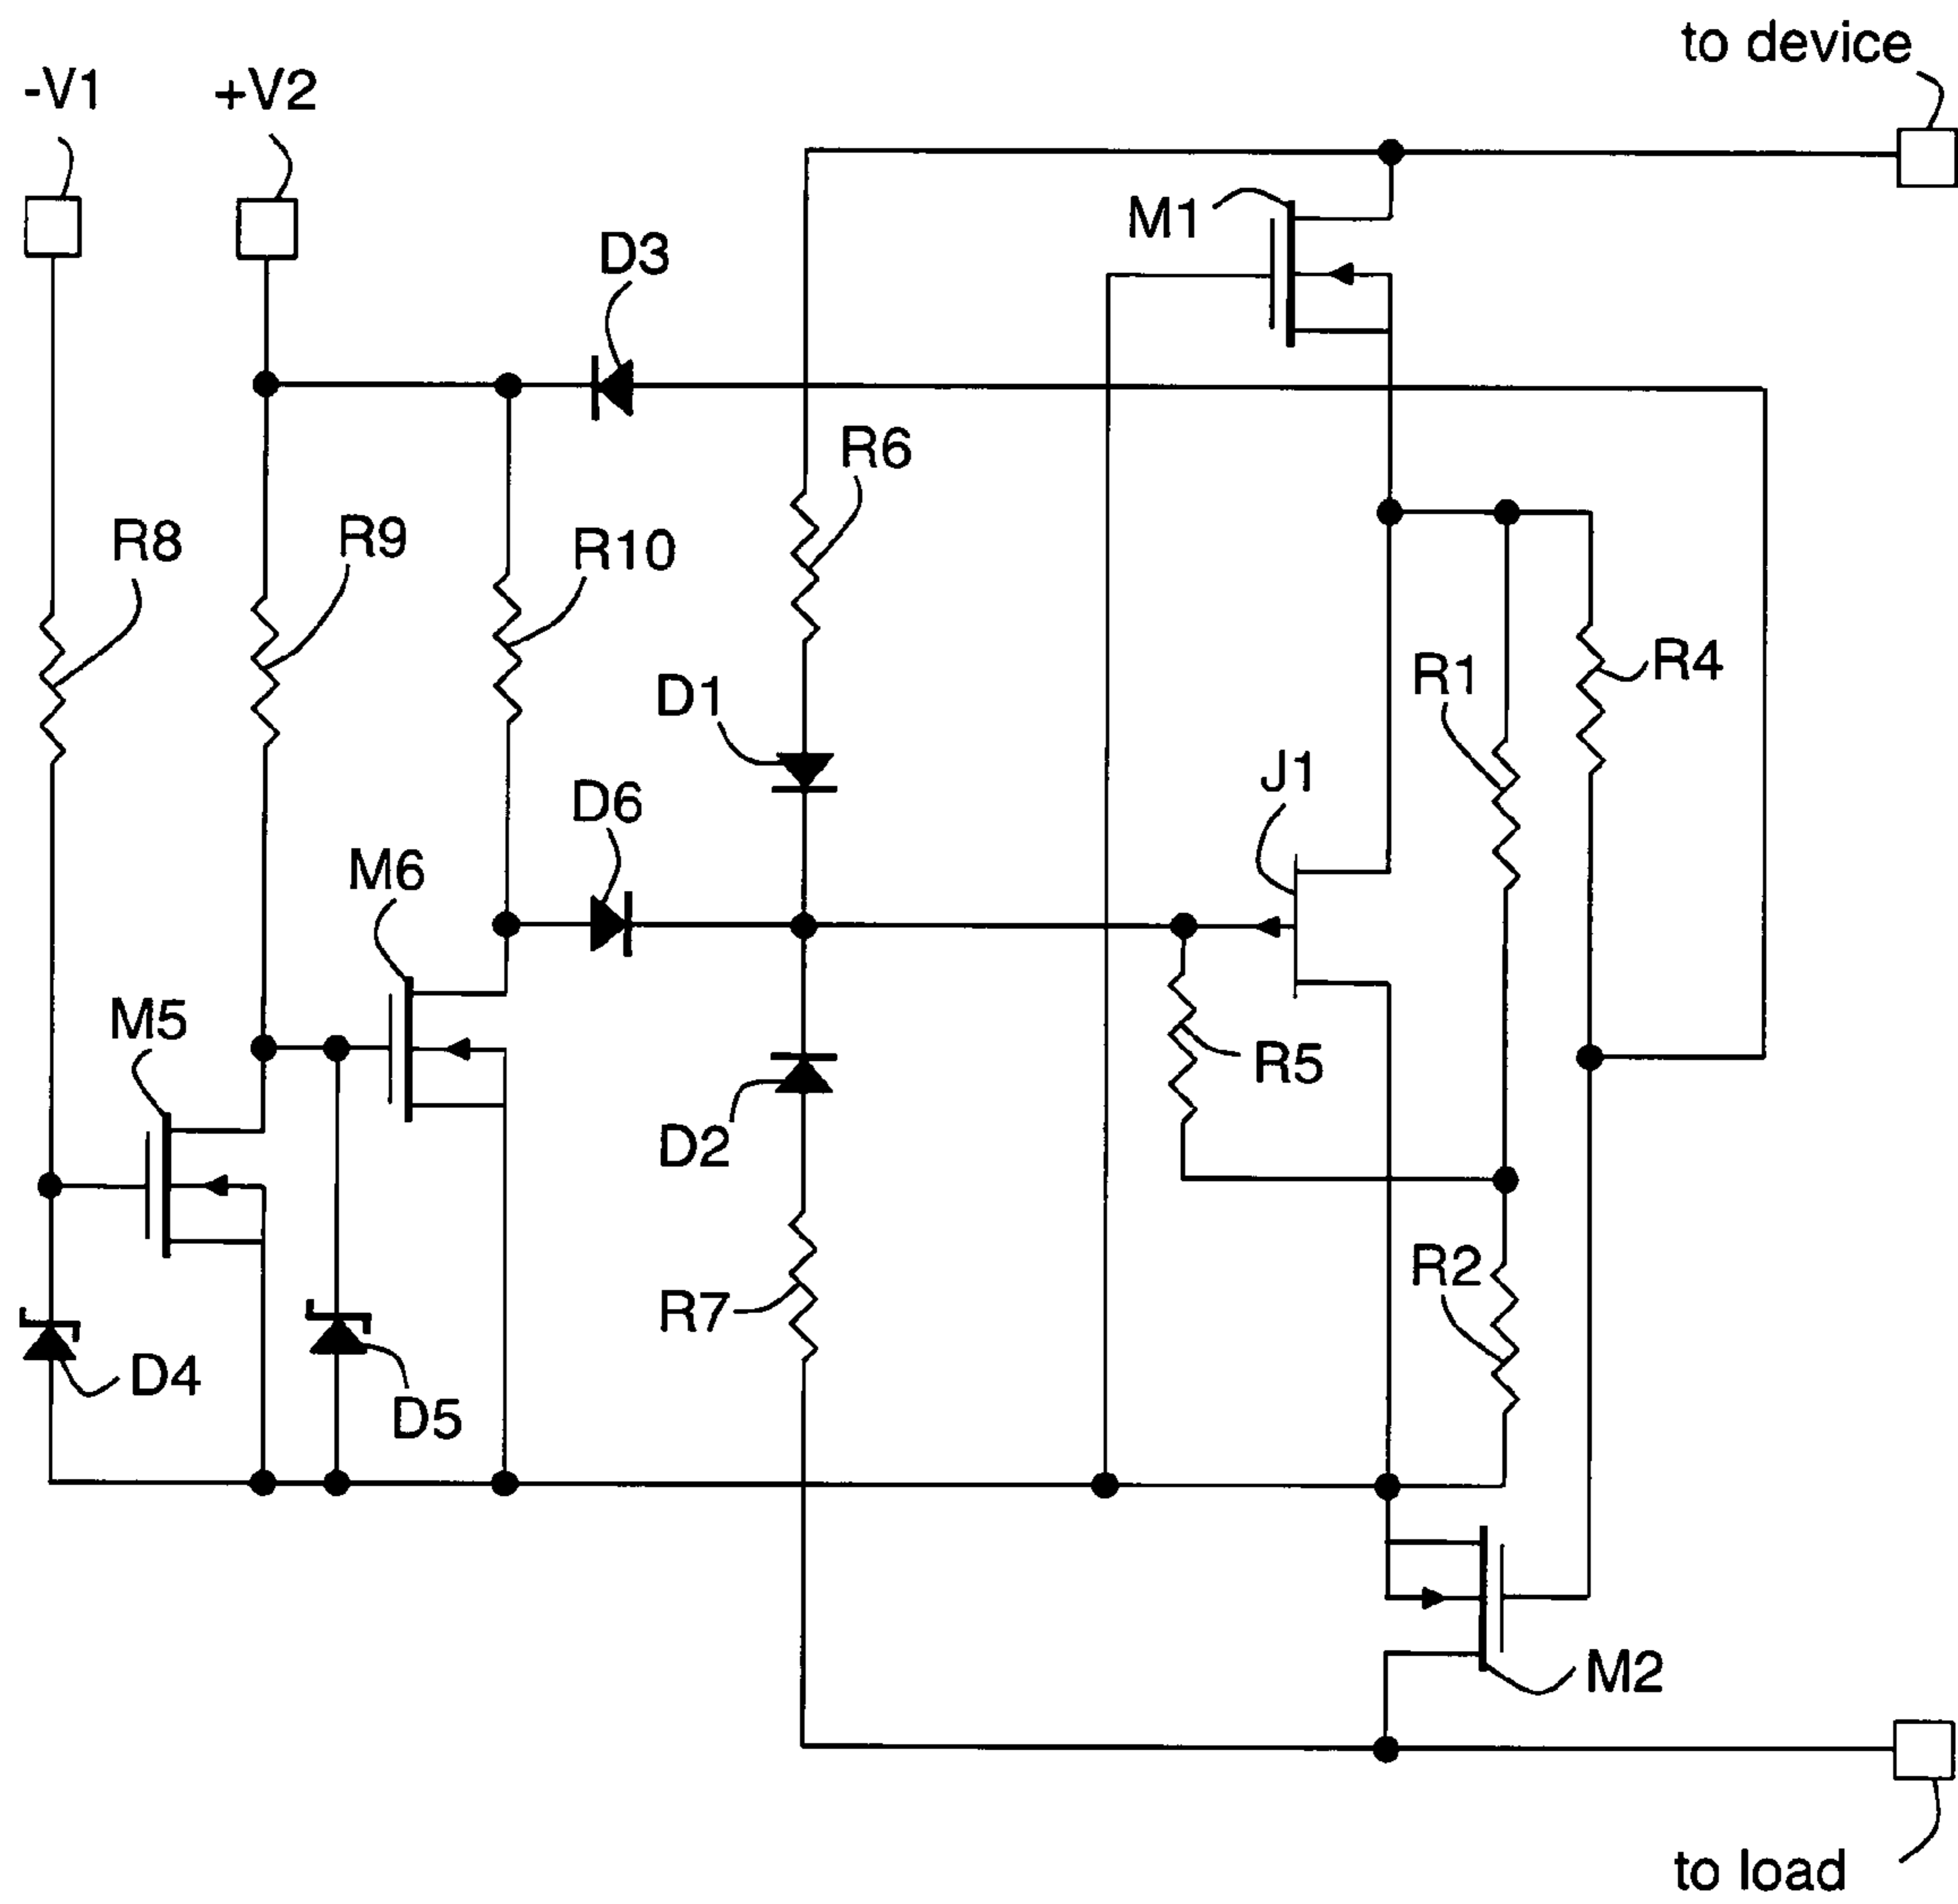 to device
-V1
+V2
M1
D3
R6
R8
R9
R10
R4
R1
D1
J1
D6
M6
M5
R5
D2
R2
R7
D4
D5
M2
to load